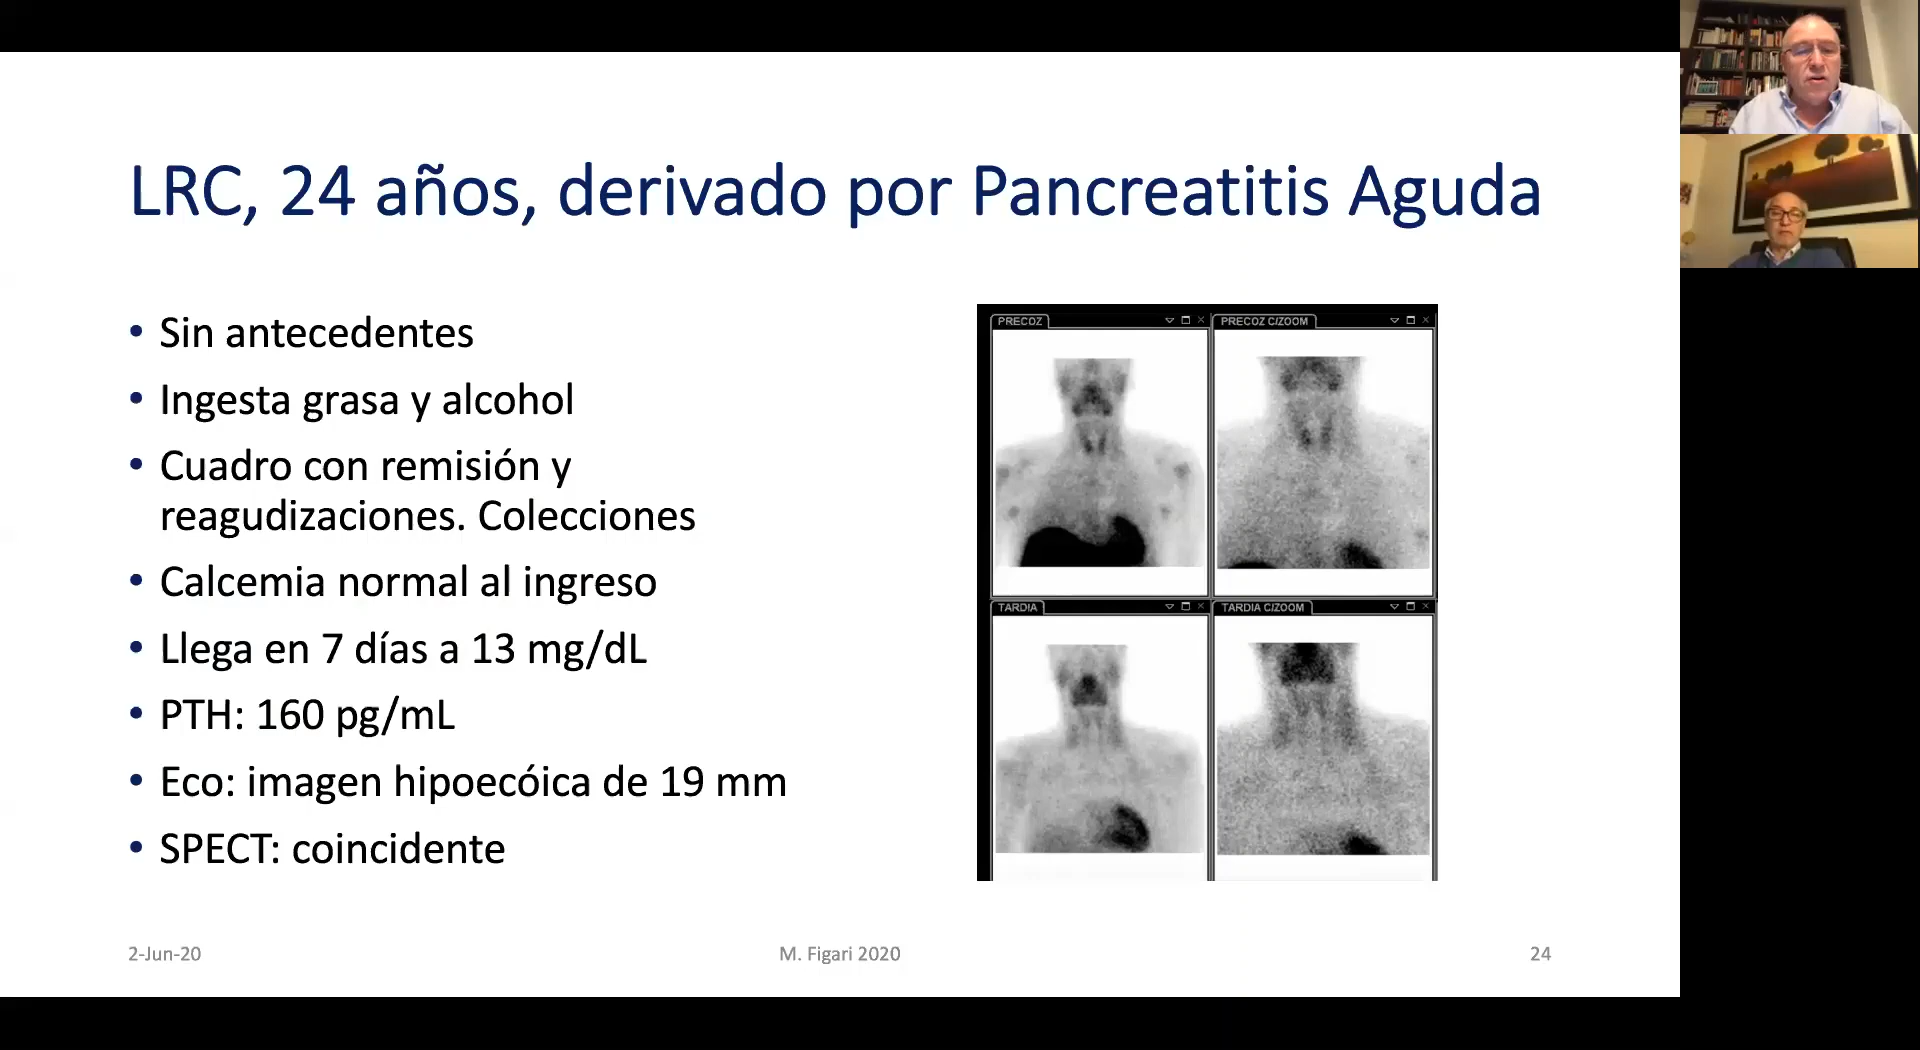 LRC, 24 años, derivado por Pancreatitis Aguda
• Sin antecedentes
• Ingesta grasa y alcohol
• Cuadro con remisión y
reagudizaciones. Colecciones
• Calcemia normal al ingreso
• Llega en 7 días a 13 mg/dL
• PTH: 160 pg/mL
• Eco: imagen hipoecóica de 19 mm
• SPECT: coincidente
PRECOZ
PRECOZ C/ZOOM
TARDIA
TARDIA C/ZOOM
2-Jun-20
M. Figari 2020
24